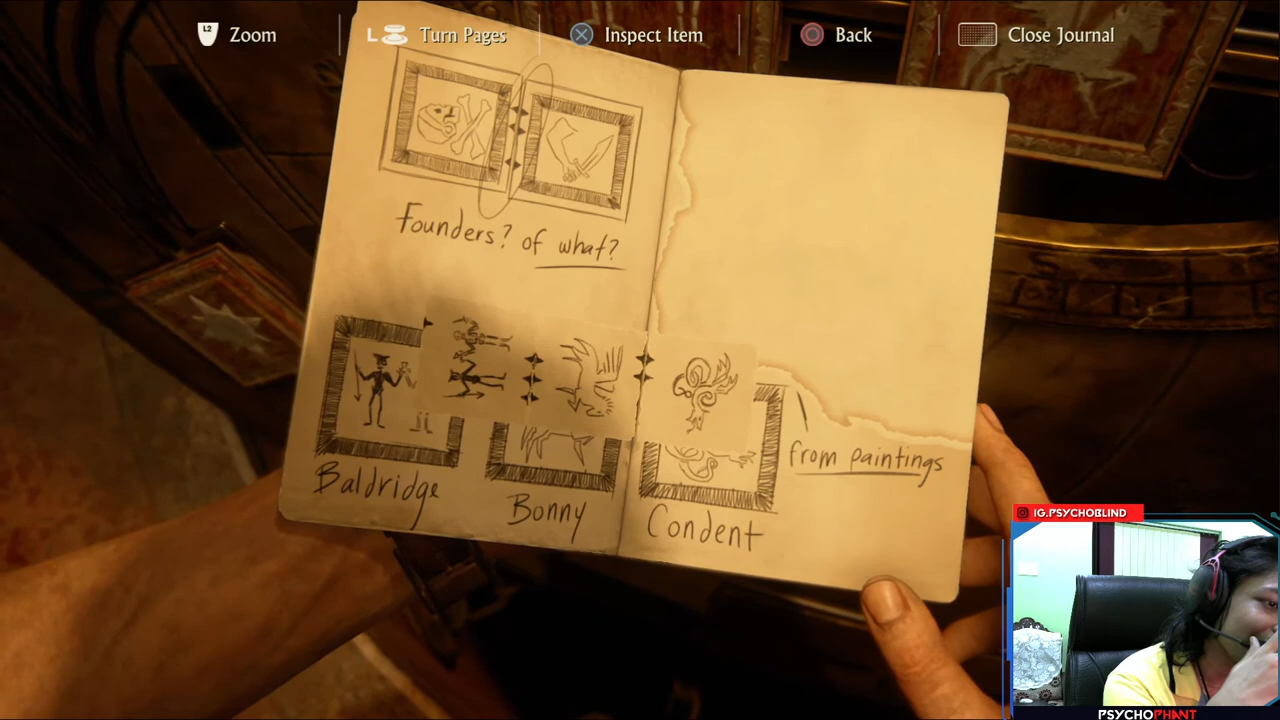 L2 Zoom
L Turn Pages
Inspect Item
Back
Close Journal
Founders? of what?
Baldridge
Bonny
Condent
from paintings
IG.PSYCHOBLIND
PSYCHOPHANT